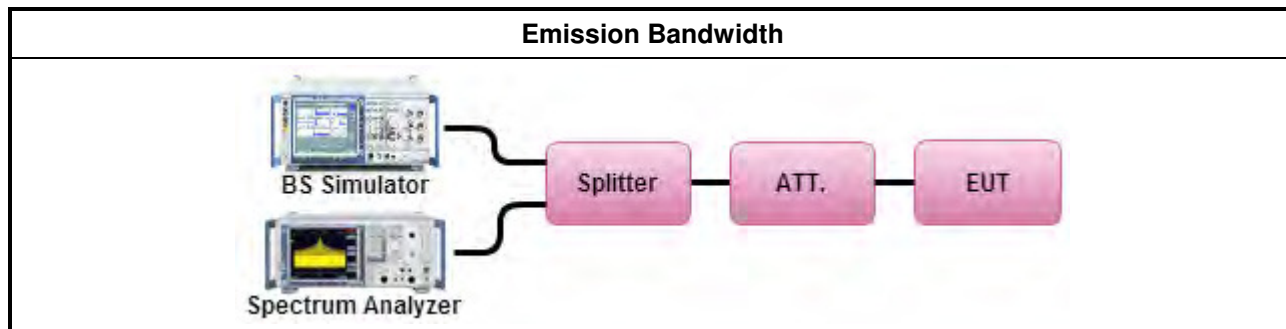 Emission Bandwidth
BS Simulator
Splitter
ATT.
EUT
Spectrum Analyzer